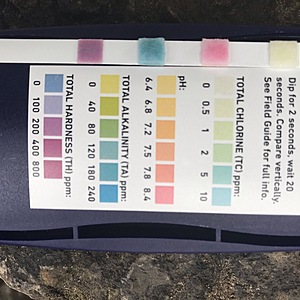 Dip for 2 seconds, wait 20
seconds. Compare vertically.
See Field Guide for full info.
TOTAL CHLORINE (TC) ppm:
0 0.5 1 2 5 10
pH:
6.4 6.8 7.2 7.5 7.8 8.4
TOTAL ALKALINITY (TA) ppm:
0 40 80 120 180 240
TOTAL HARDNESS (TH) ppm:
0 100 200 400 800